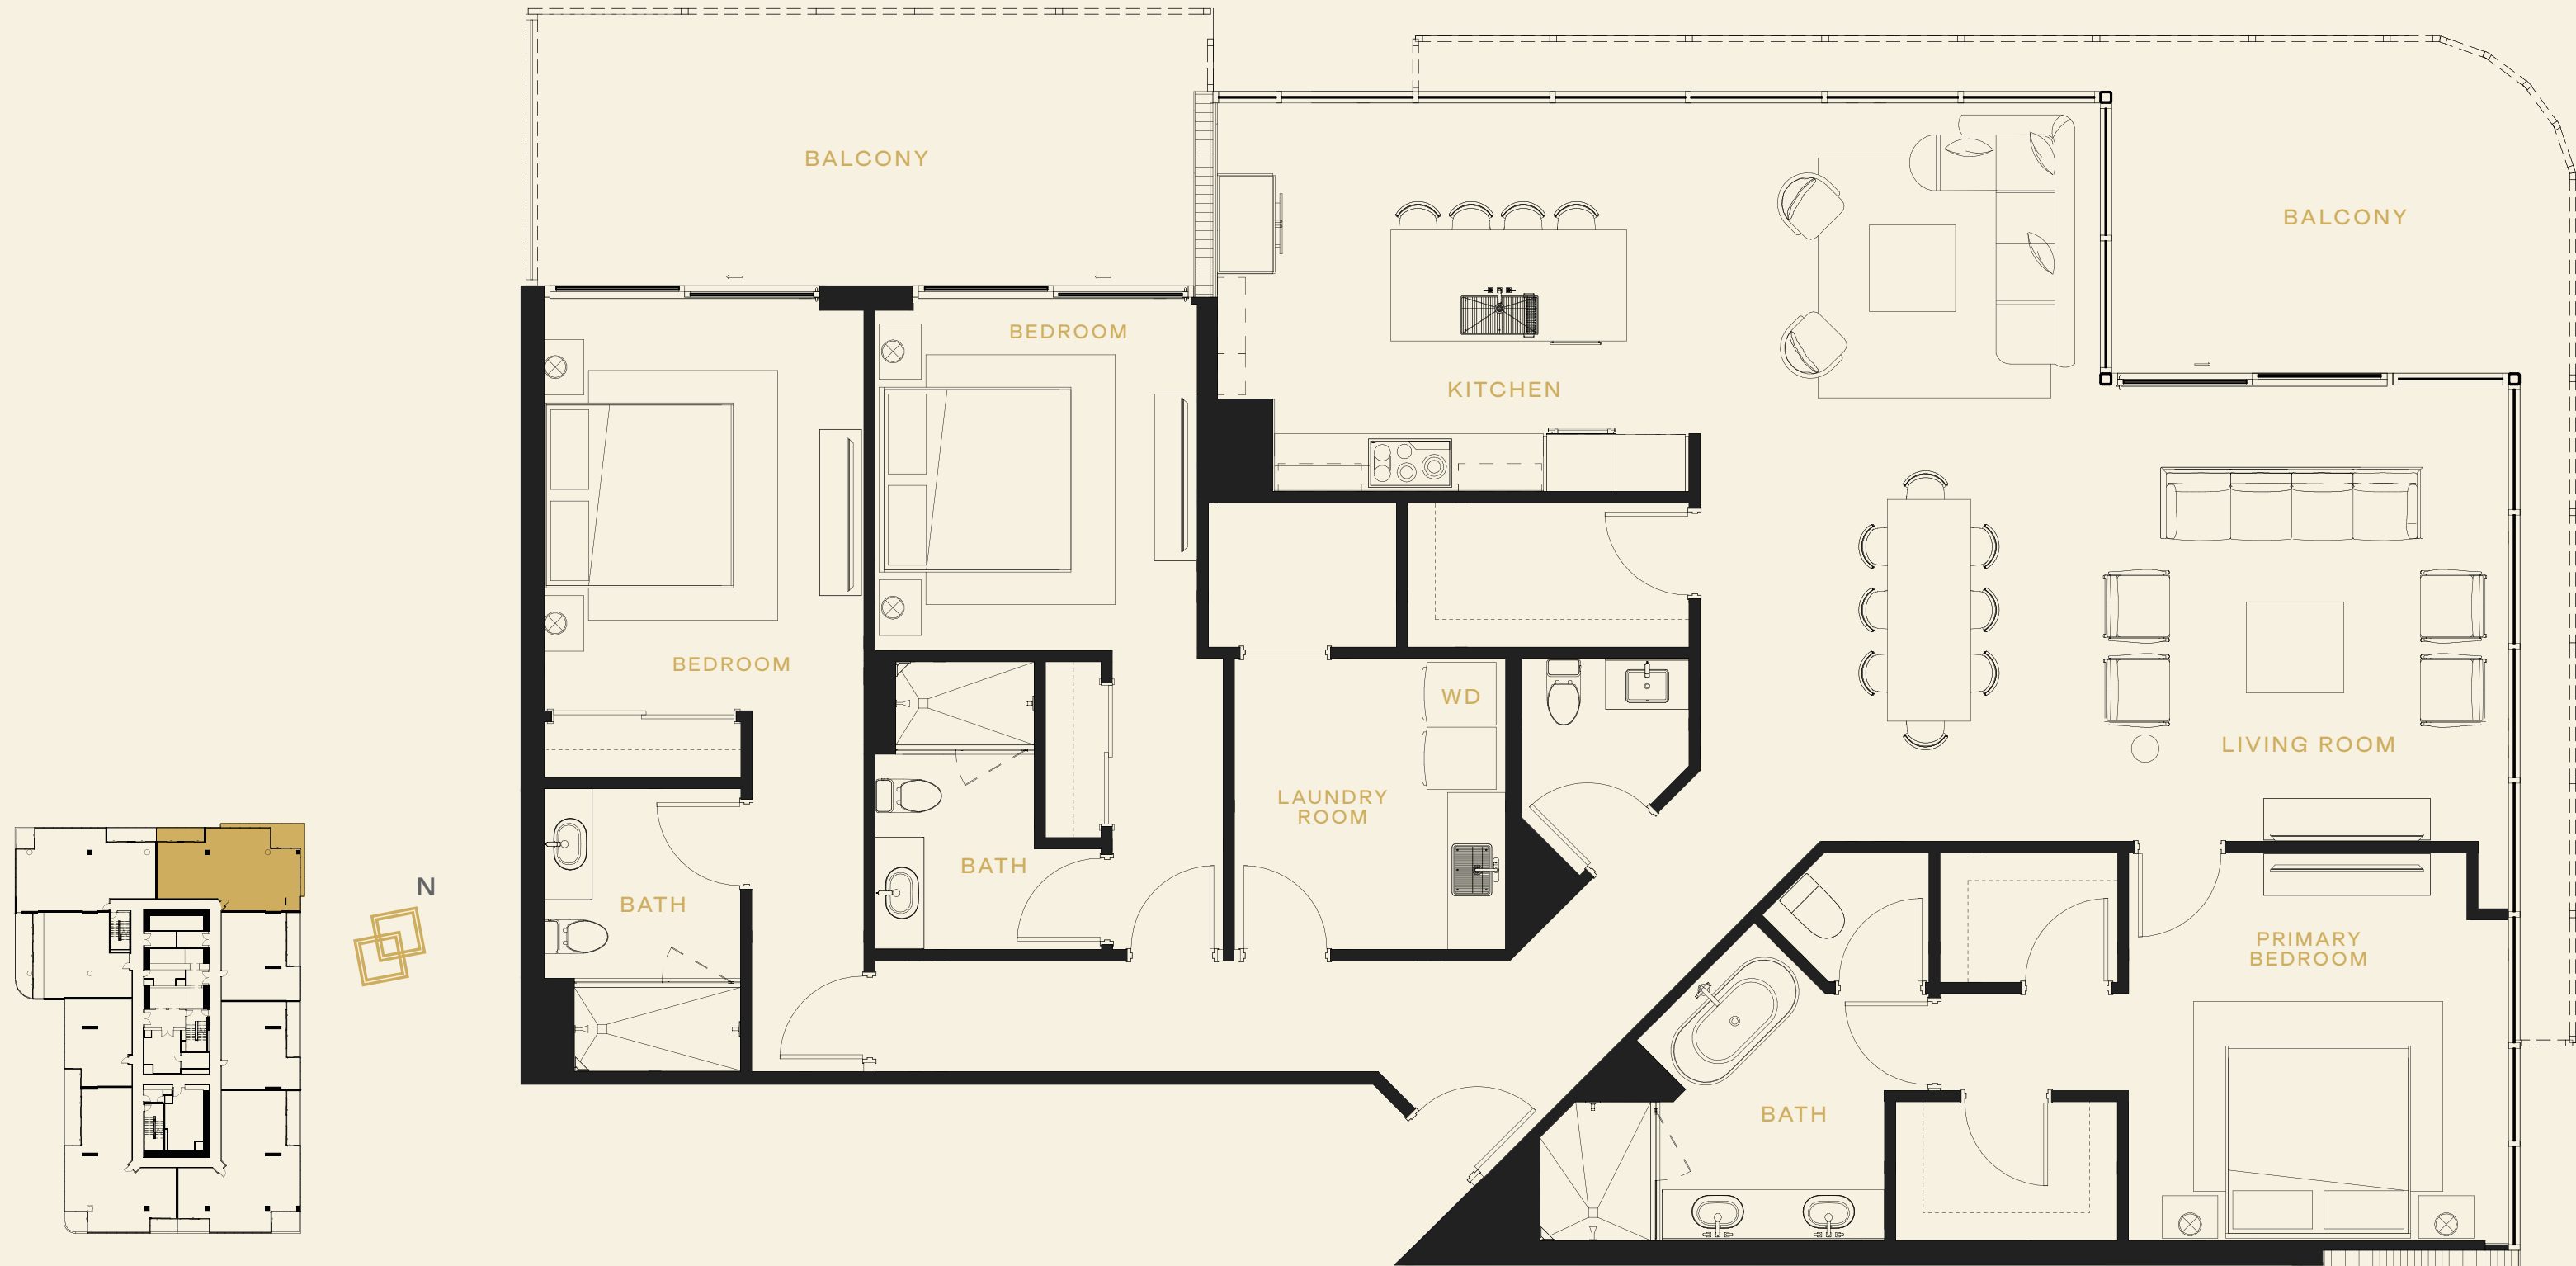 BALCONY
BALCONY
BEDROOM
KITCHEN
BEDROOM
WD
LIVING ROOM
LAUNDRY
ROOM
BATH
N
BATH
PRIMARY
BEDROOM
BATH